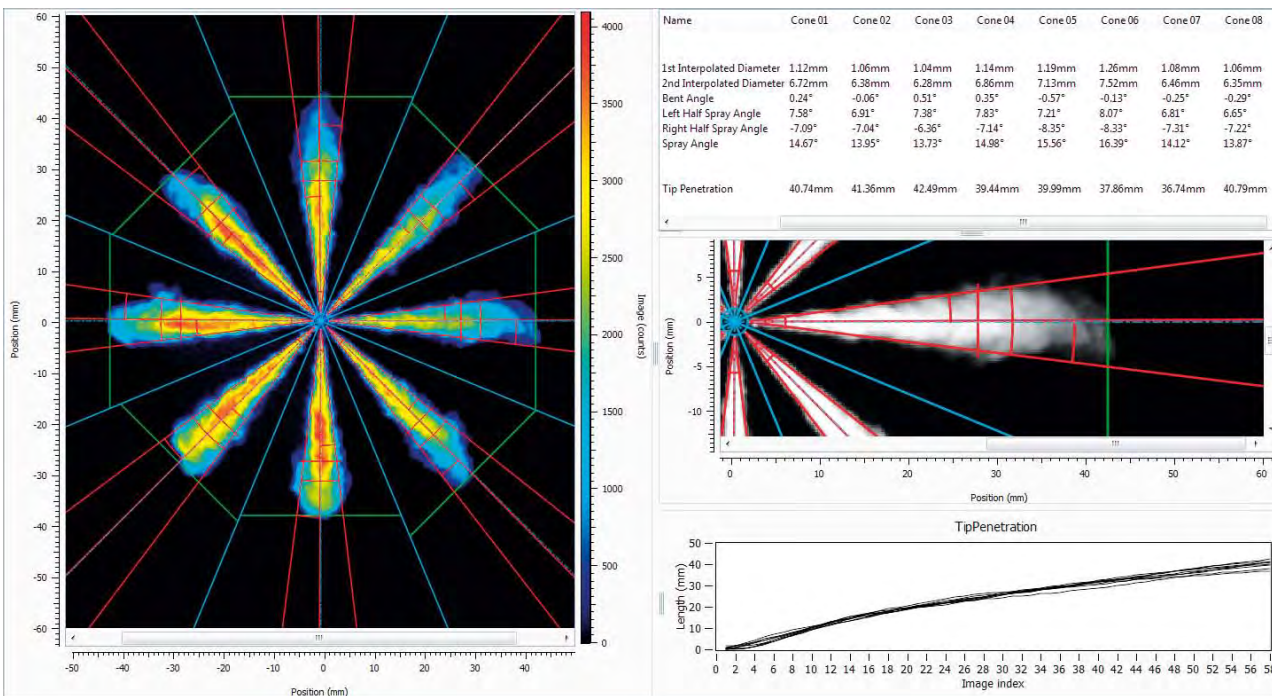 60
50
40
30
20
10
0
-10
-20
-30
-40
-50
-60
Position (mm)
-50 -40 -30 -20 -10 0 10 20 30 40
Position (mm)
4000
3500
3000
2500
2000
1500
1000
500
0
Image (counts)
Name Cone 01 Cone 02 Cone 03 Cone 04 Cone 05 Cone 06 Cone 07 Cone 08
1st Interpolated Diameter 1.12mm 1.06mm 1.04mm 1.14mm 1.19mm 1.26mm 1.08mm 1.06mm
2nd Interpolated Diameter 6.72mm 6.38mm 6.28mm 6.86mm 7.13mm 7.52mm 6.46mm 6.35mm
Bent Angle 0.24° -0.06° 0.51° 0.35° -0.57° -0.13° -0.25° -0.29°
Left Half Spray Angle 7.58° 6.91° 7.38° 7.83° 7.21° 8.07° 6.81° 6.65°
Right Half Spray Angle -7.09° -7.04° -6.36° -7.14° -8.35° -8.33° -7.31° -7.22°
Spray Angle 14.67° 13.95° 13.73° 14.98° 15.56° 16.39° 14.12° 13.87°
Tip Penetration 40.74mm 41.36mm 42.49mm 39.44mm 39.99mm 37.86mm 36.74mm 40.79mm
5
0
-5
-10
Position (mm)
0 10 20 30 40 50 60
Position (mm)
TipPenetration
50
40
30
20
10
0
Length (mm)
0 2 4 6 8 10 12 14 16 18 20 22 24 26 28 30 32 34 36 38 40 42 44 46 48 50 52 54 56 58
Image index